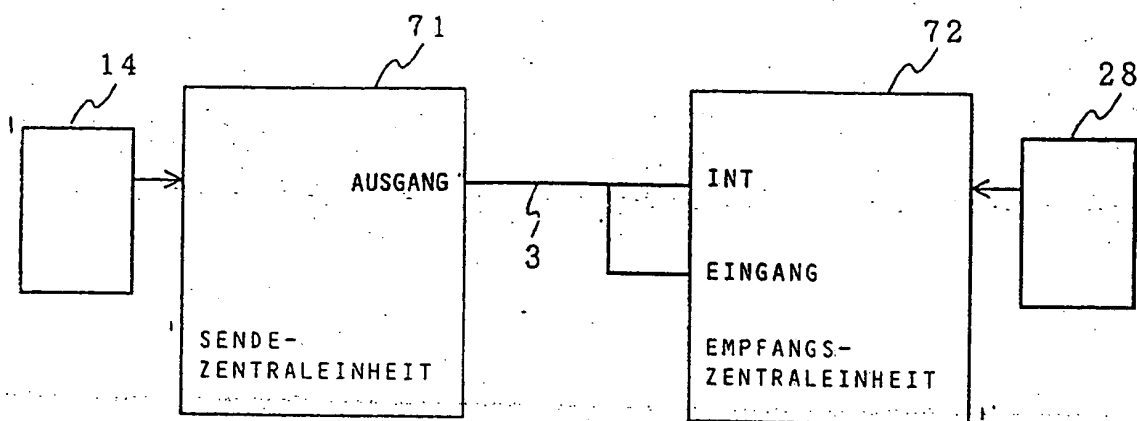 71
72
14
28
AUSGANG
INT
3
EINGANG
SENDE-
ZENTRALEINHEIT
EMPFANGS-
ZENTRALEINHEIT